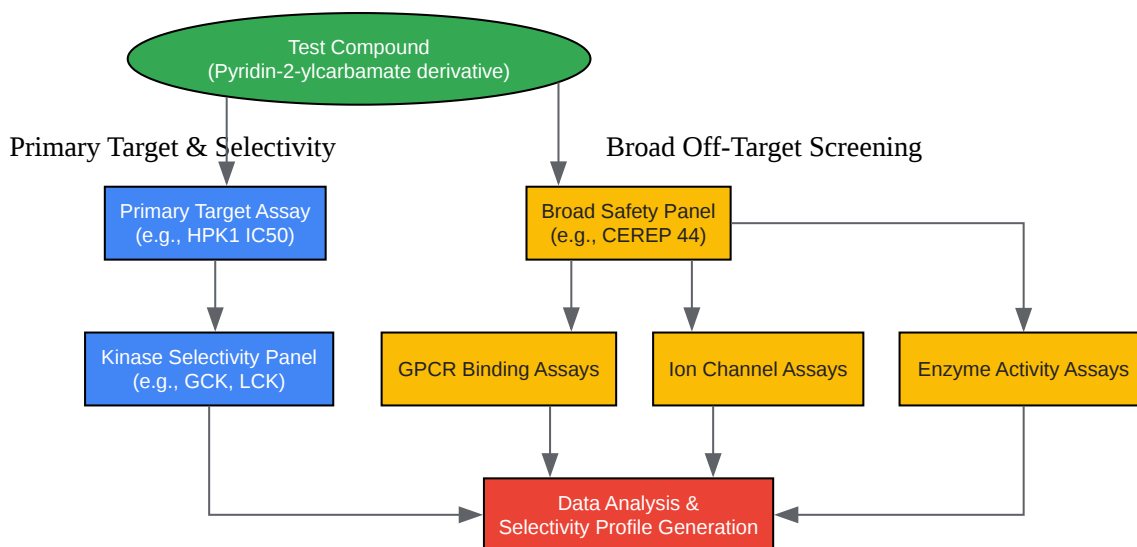 Test Compound
(Pyridin-2-ylcarbamate derivative)
Primary Target & Selectivity
Broad Off-Target Screening
Primary Target Assay
(e.g., HPK1 IC50)
Broad Safety Panel
(e.g., CEREP 44)
Kinase Selectivity Panel
(e.g., GCK, LCK)
GPCR Binding Assays
Ion Channel Assays
Enzyme Activity Assays
Data Analysis &
Selectivity Profile Generation